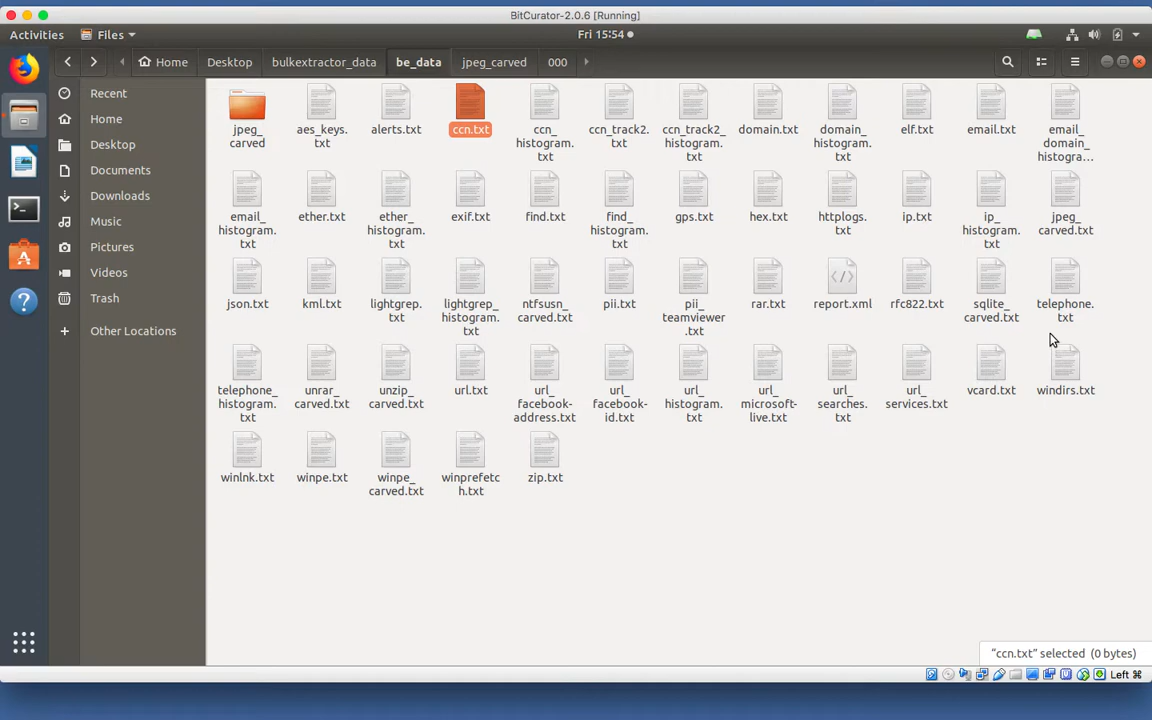 BitCurator-2.0.6 [Running]
Activities Files Fri 15:54
Home Desktop bulkextractor_data be_data jpeg_carved 000
Recent
Home
Desktop
Documents
Downloads
Music
Pictures
Videos
Trash
Other Locations
jpeg_
carved
aes_keys.
txt
alerts.txt
ccn.txt
ccn_
histogram.
txt
ccn_track2.
txt
ccn_track2_
histogram.
txt
domain.txt
domain_
histogram.
txt
elf.txt
email.txt
email_
domain_
histogra...
email_
histogram.
txt
ether.txt
ether_
histogram.
txt
exif.txt
find.txt
find_
histogram.
txt
gps.txt
hex.txt
httplogs.
txt
ip.txt
ip_
histogram.
txt
jpeg_
carved.txt
json.txt
kml.txt
lightgrep.
txt
lightgrep_
histogram.
txt
ntfsusn_
carved.txt
pii.txt
pii_
teamviewer
.txt
rar.txt
report.xml
rfc822.txt
sqlite_
carved.txt
telephone.
txt
telephone_
histogram.
txt
unrar_
carved.txt
unzip_
carved.txt
url.txt
url_
facebook-
address.txt
url_
facebook-
id.txt
url_
histogram.
txt
url_
microsoft-
live.txt
url_
searches.
txt
url_
services.txt
vcard.txt
windirs.txt
winlnk.txt
winpe.txt
winpe_
carved.txt
winprefetc
h.txt
zip.txt
“ccn.txt” selected (0 bytes)
Left ⌘